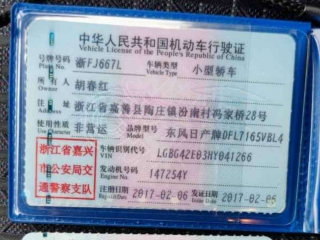 中华人民共和国机动车行驶证
Vehicle License of the People's Republic of China
号牌号码 浙FJ667L 车辆类型 小型轿车
Plate No. Vehicle Type
所有人 胡春红
Owner
住址 浙江省嘉善县陶庄镇汾南村冯家桥28号
Address
使用性质 非营运 品牌型号 东风日产牌DFL7165VBL4
Use Character Model
浙江省嘉兴市公安局交通警察支队
车辆识别代号 LGBG42E03HY041266
VIN
发动机号码 147254Y
Engine No.
注册日期 2017-02-06 发证日期 2017-02-06
Register Date Issue Date